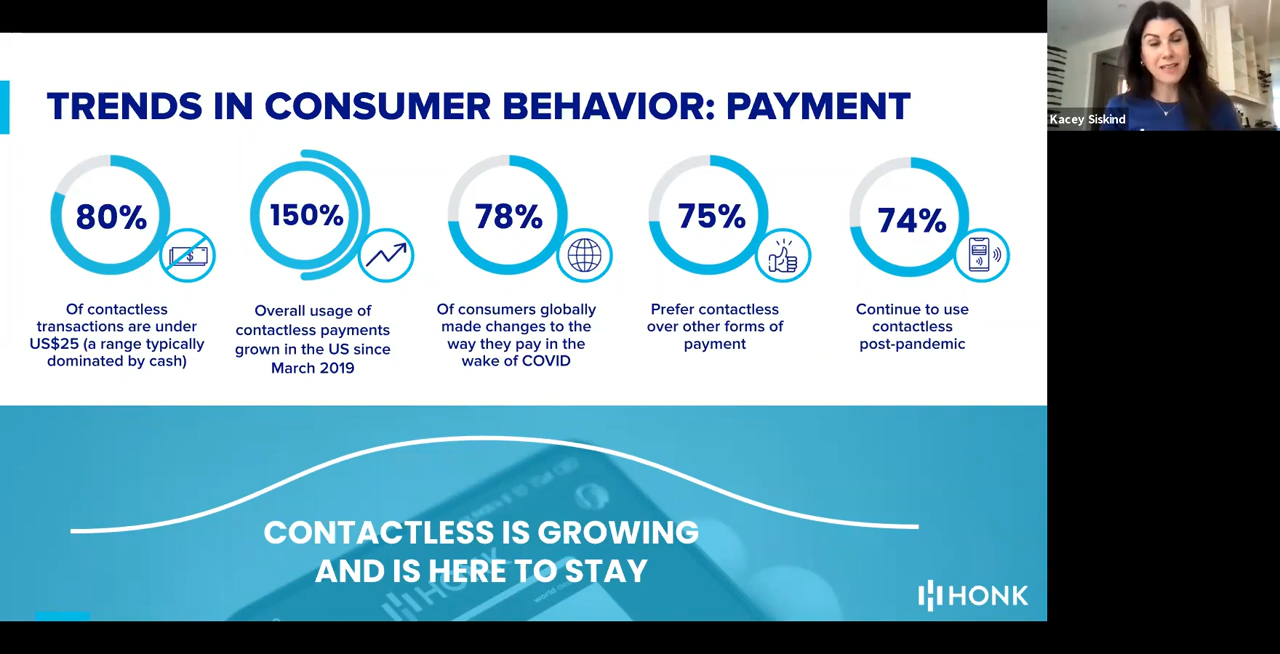 Kacey Siskind
TRENDS IN CONSUMER BEHAVIOR: PAYMENT
80%
$
Of contactless
transactions are under
US$25 (a range typically
dominated by cash)
150%
Overall usage of
contactless payments
grown in the US since
March 2019
78%
Of consumers globally
made changes to the
way they pay in the
wake of COVID
75%
Prefer contactless
over other forms of
payment
74%
Continue to use
contactless
post-pandemic
CONTACTLESS IS GROWING
AND IS HERE TO STAY
HONK
HONK